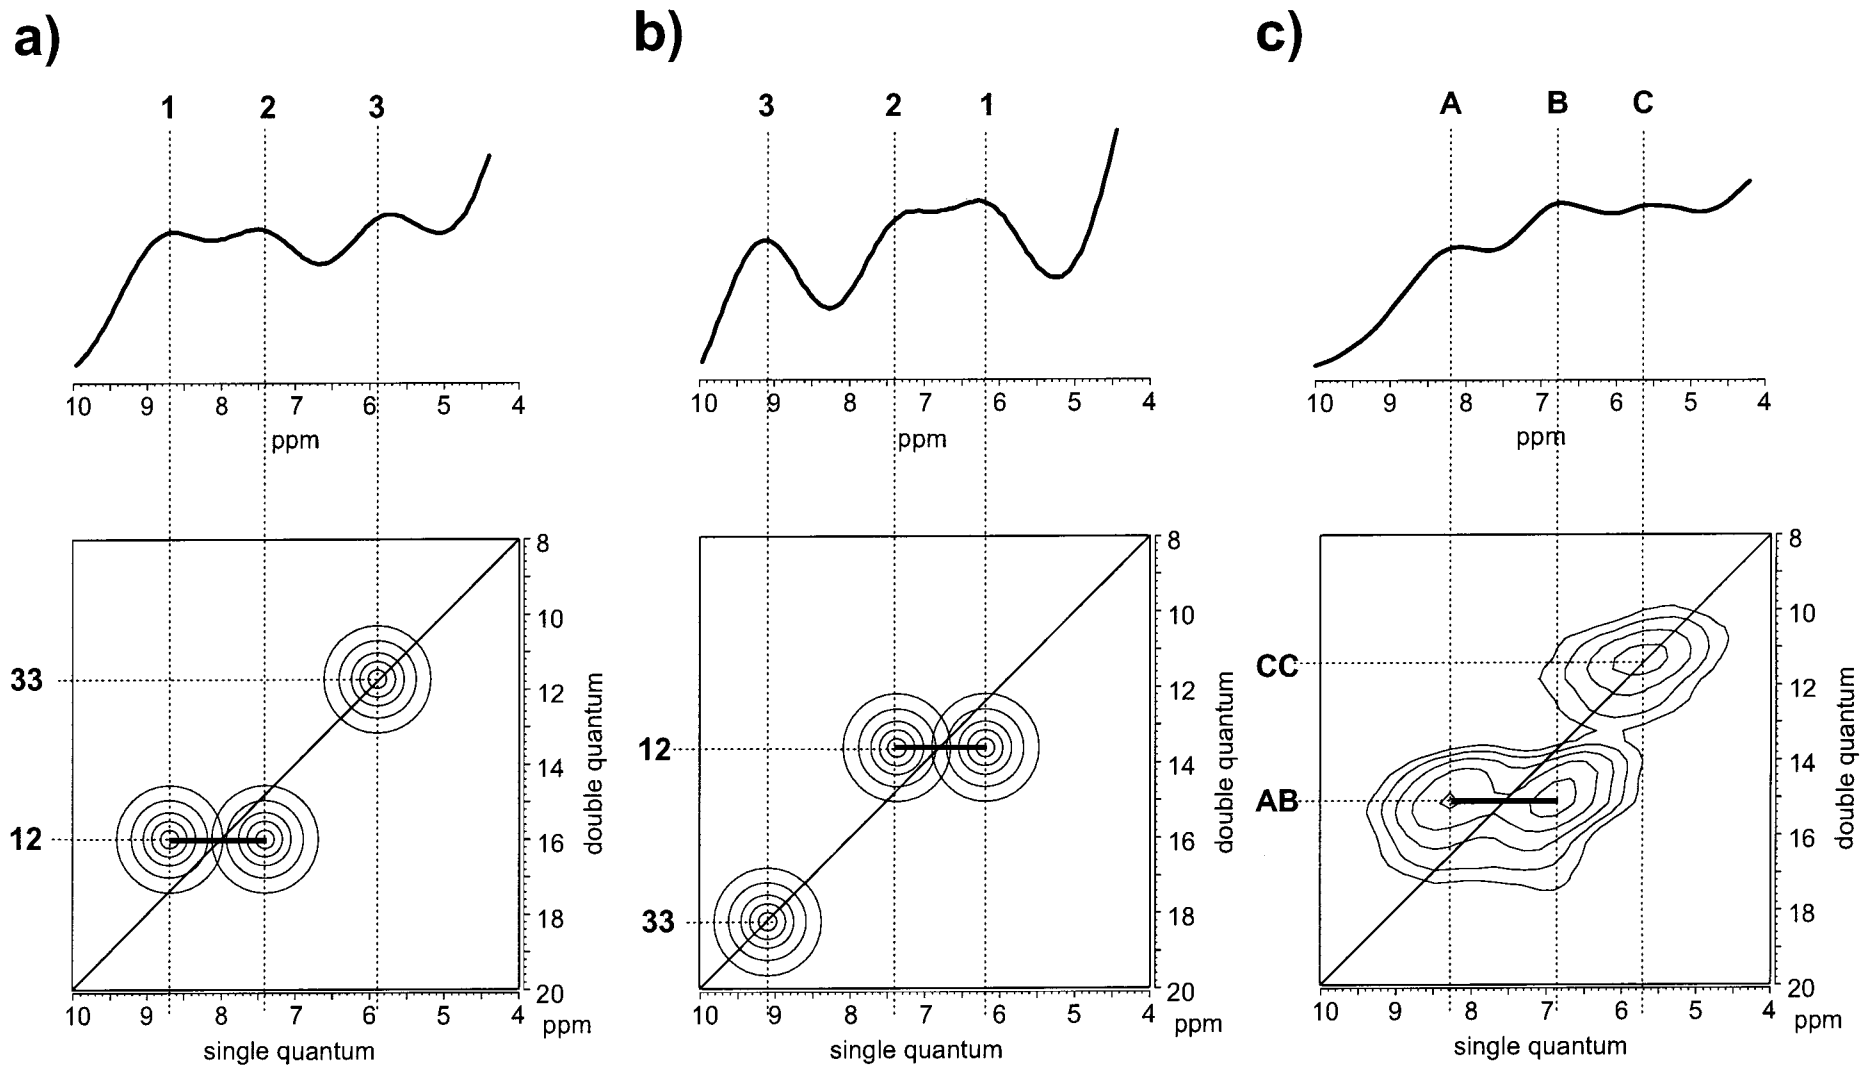 a)
b)
c)
1 2 3
3 2 1
A B C
10 9 8 7 6 5 4
ppm
10 9 8 7 6 5 4
ppm
10 9 8 7 6 5 4
ppm
33
12
8
10
12
14
16
18
20
double quantum
10 9 8 7 6 5 4 ppm
single quantum
12
33
8
10
12
14
16
18
20
double quantum
10 9 8 7 6 5 4 ppm
single quantum
CC
AB
8
10
12
14
16
18
20
double quantum
10 9 8 7 6 5 4 ppm
single quantum